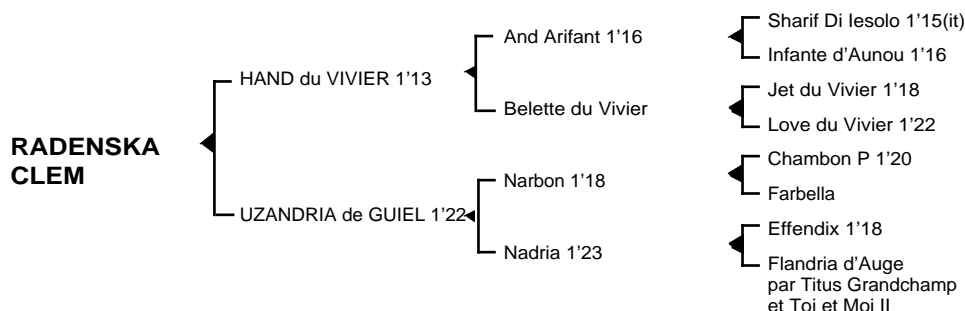 RADENSKA
CLEM
HAND du VIVIER 1’13
UZANDRIA de GUIEL 1’22
And Arifant 1’16
Belette du Vivier
Narbon 1’18
Nadria 1’23
Sharif Di Iesolo 1’15(it)
Infante d’Aunou 1’16
Jet du Vivier 1’18
Love du Vivier 1’22
Chambon P 1’20
Farbella
Effendix 1’18
Flandria d’Auge
par Titus Grandchamp
et Toi et Moi II